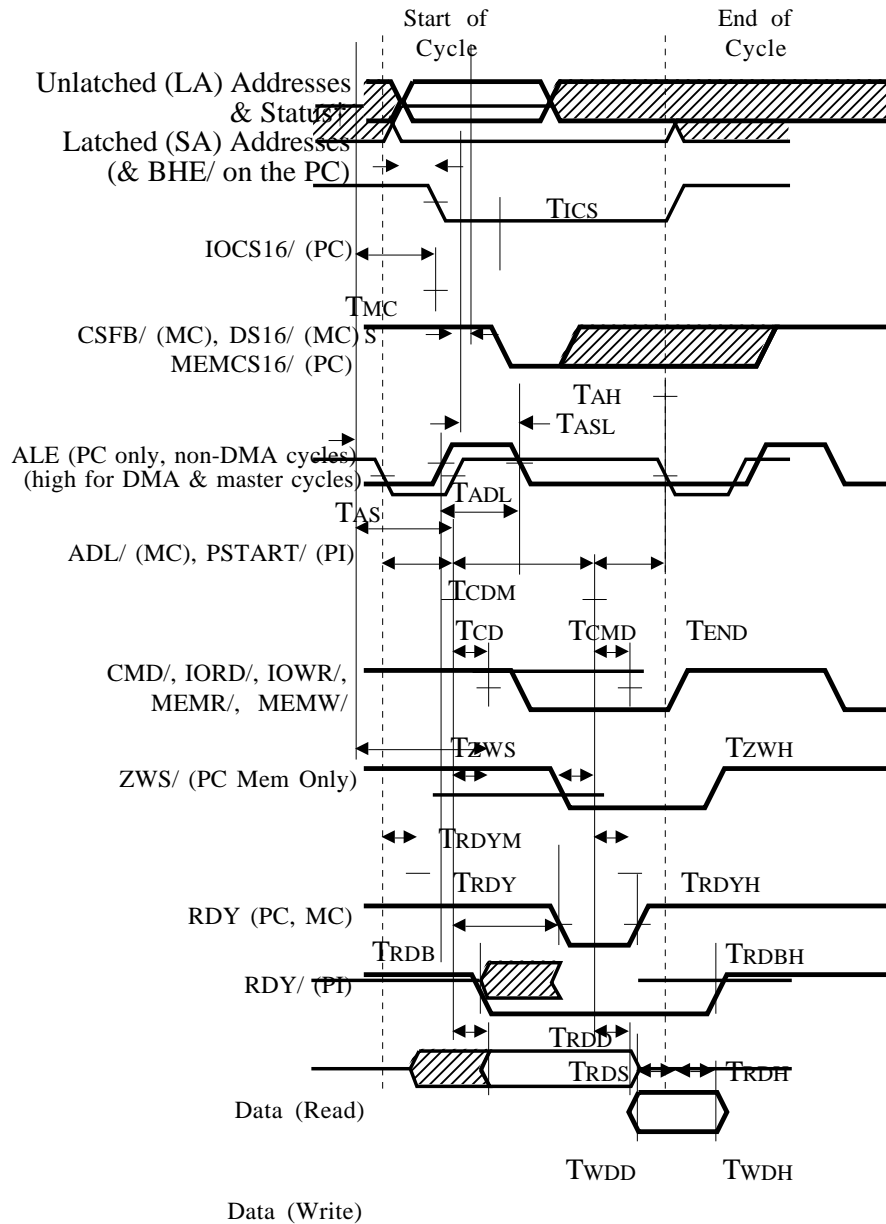 Start of
Cycle
End of
Cycle
Unlatched (LA) Addresses
& Status*
Latched (SA) Addresses
(& BHE/ on the PC)
TICS
IOCS16/ (PC)
TMC
CSFB/ (MC), DS16/ (MC) S
MEMCS16/ (PC)
TAH
TASL
ALE (PC only, non-DMA cycles)
(high for DMA & master cycles)
TADL
TAS
ADL/ (MC), PSTART/ (PI)
TCDM
TCD
TCMD
TEND
CMD/, IORD/, IOWR/,
MEMR/, MEMW/
TZWS
TZWH
ZWS/ (PC Mem Only)
TRDYM
TRDY
TRDYH
RDY (PC, MC)
TRDB
TRDBH
RDY/ (PI)
TRDD
TRDS
TRDH
Data (Read)
TWDD
TWDH
Data (Write)